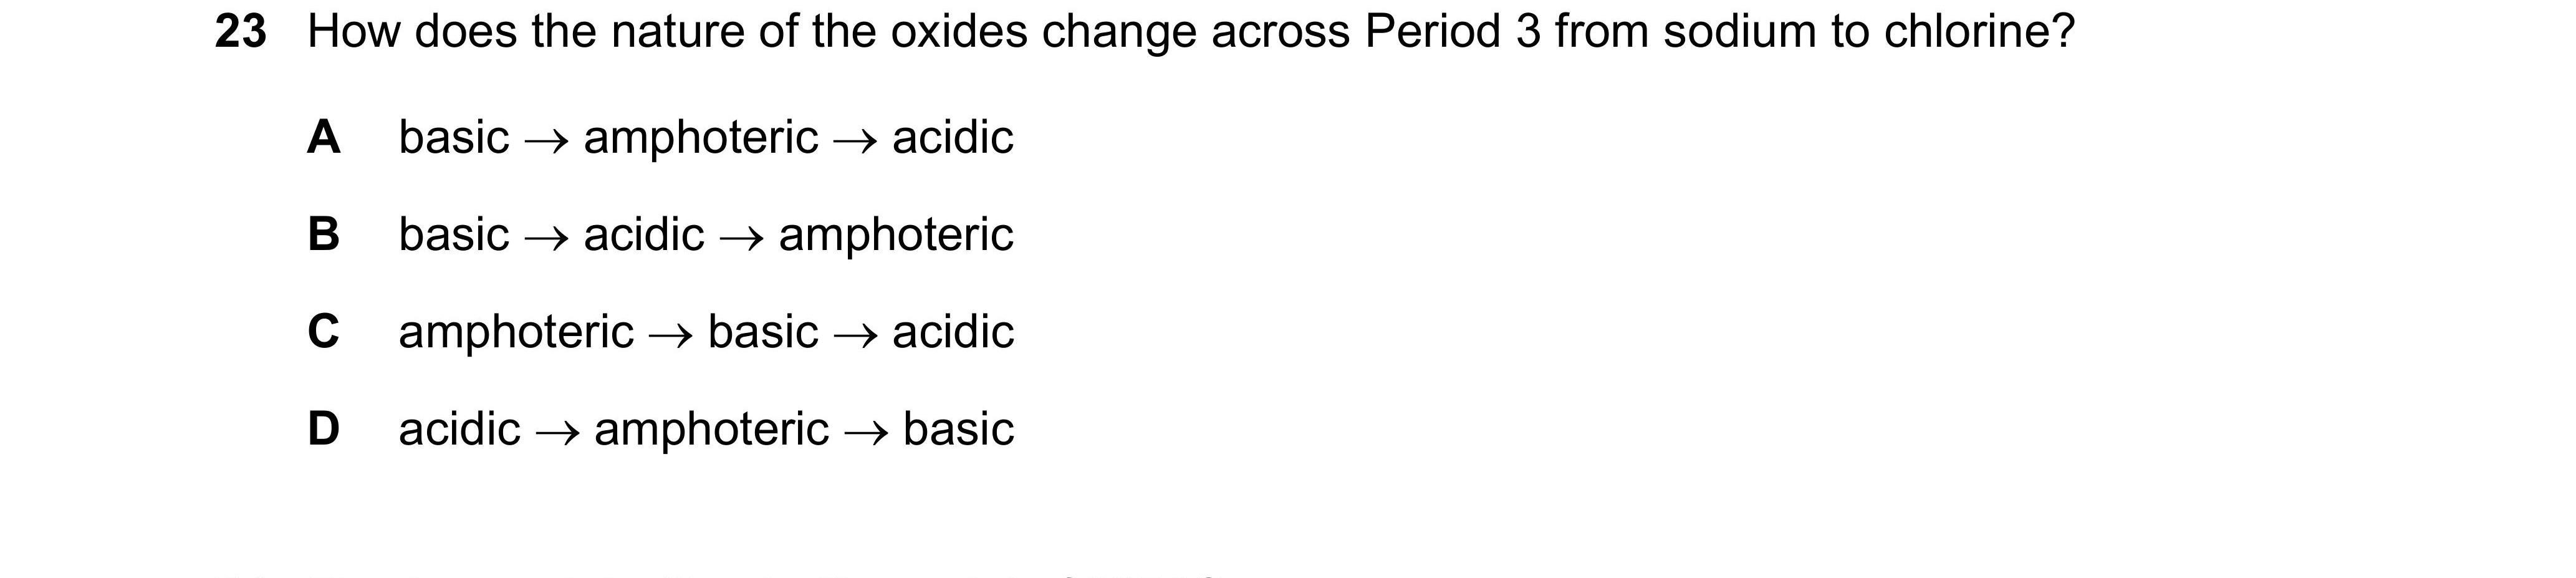 23 How does the nature of the oxides change across Period 3 from sodium to chlorine?
A basic → amphoteric → acidic
B basic → acidic → amphoteric
C amphoteric → basic → acidic
D acidic → amphoteric → basic